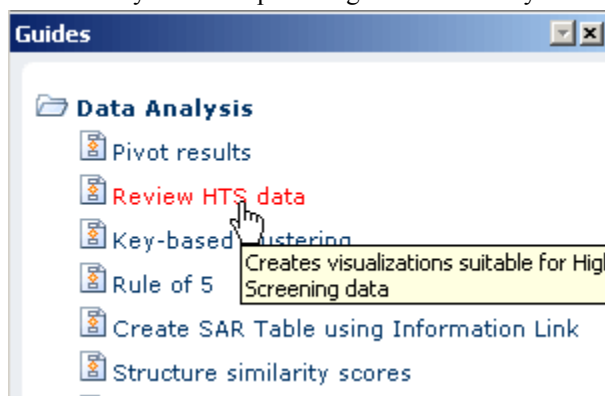 Guides
Data Analysis
Pivot results
Review HTS data
Key-based
Creates visualizations suitable for Hig
Screening data
Rule of 5
Create SAR Table using Information Link
Structure similarity scores